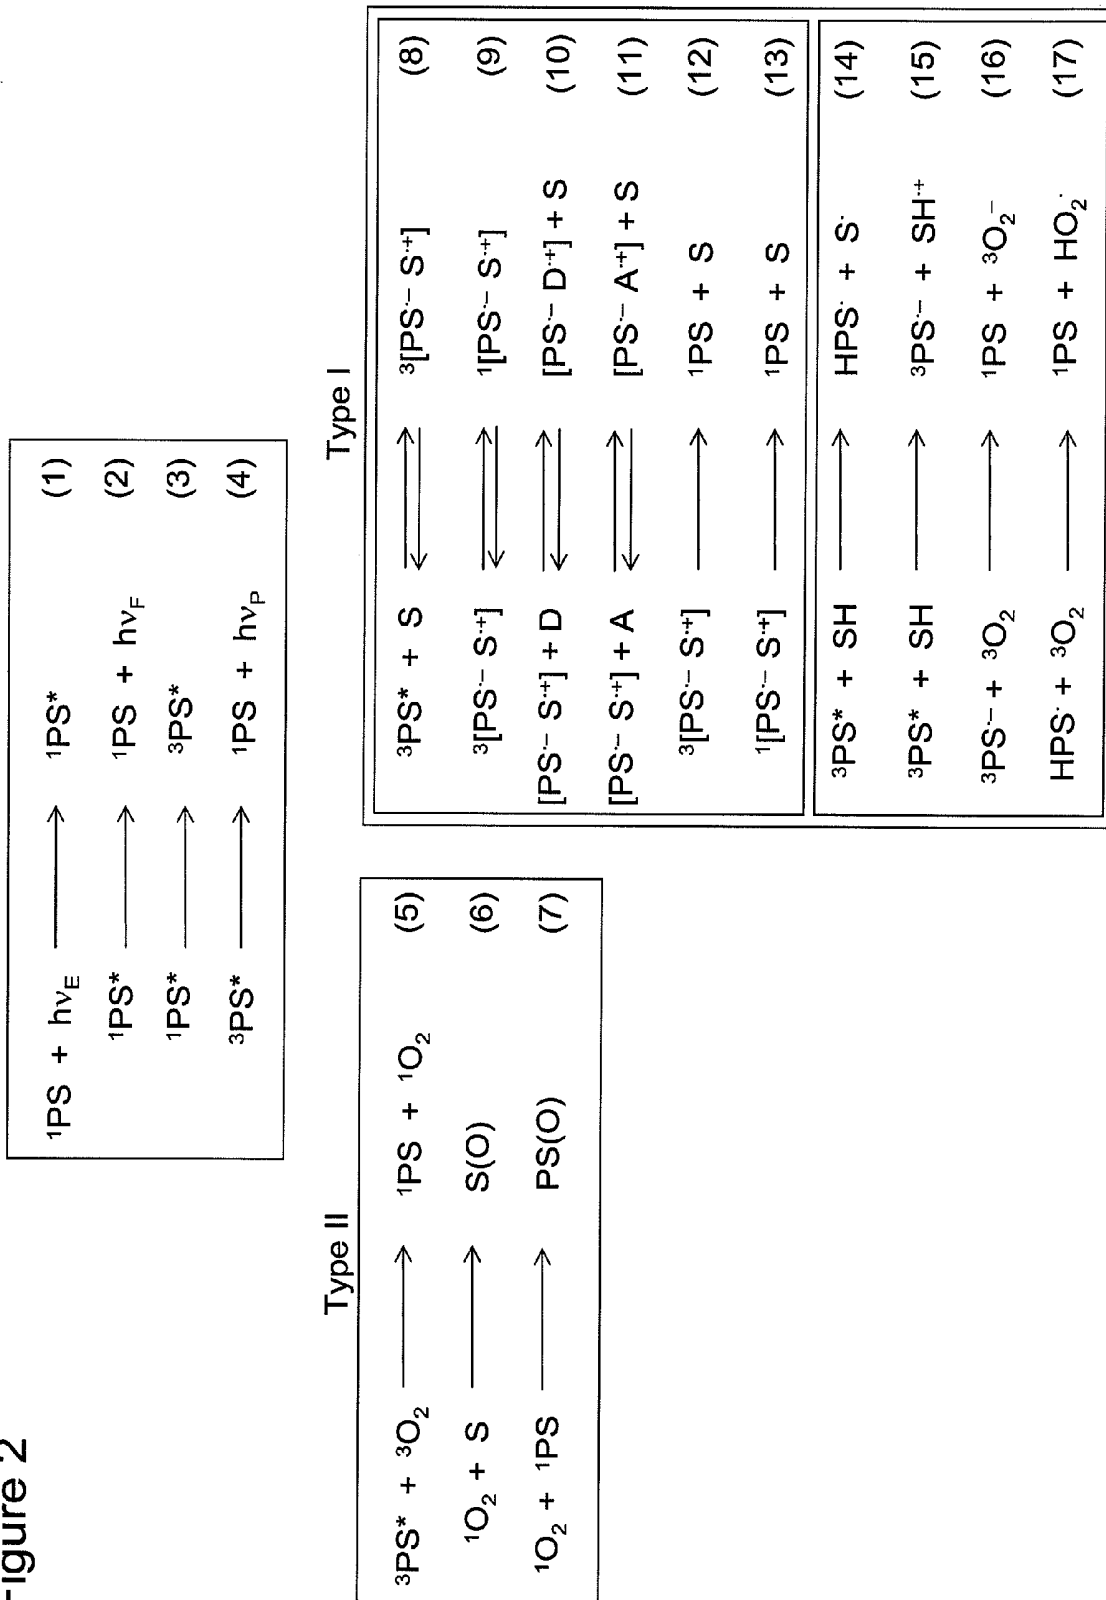 Figure 2
¹PS + hν_E ⟶ ¹PS* (1)
¹PS* ⟶ ¹PS + hν_F (2)
¹PS* ⟶ ³PS* (3)
³PS* ⟶ ¹PS + hν_P (4)
Type II
³PS* + ³O₂ ⟶ ¹PS + ¹O₂ (5)
¹O₂ + S ⟶ S(O) (6)
¹O₂ + ¹PS ⟶ PS(O) (7)
Type I
³PS* + S ⇌ ³[PS·⁻ S·⁺] (8)
³[PS·⁻ S·⁺] ⇌ ¹[PS·⁻ S·⁺] (9)
[PS·⁻ S·⁺] + D ⇌ [PS·⁻ D·⁺] + S (10)
[PS·⁻ S·⁺] + A ⇌ [PS·⁻ A·⁺] + S (11)
³[PS·⁻ S·⁺] ⟶ ¹PS + S (12)
¹[PS·⁻ S·⁺] ⟶ ¹PS + S (13)
³PS* + SH ⟶ HPS· + S· (14)
³PS* + SH ⟶ ³PS·⁻ + SH·⁺ (15)
³PS·⁻ + ³O₂ ⟶ ¹PS + ³O₂⁻ (16)
HPS· + ³O₂ ⟶ ¹PS + HO₂· (17)